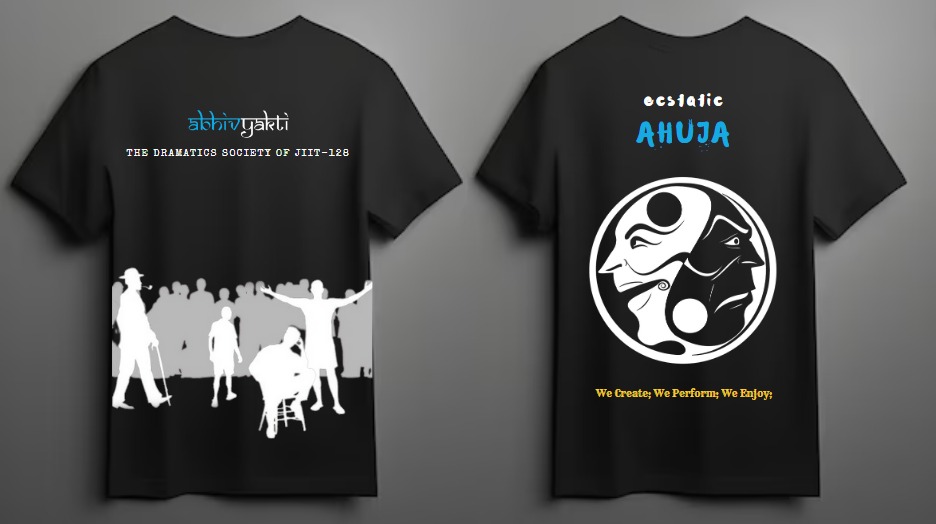 abhivyakti
THE DRAMATICS SOCIETY OF JIIT-128
ecstatic
AHUJA
We Create; We Perform; We Enjoy;